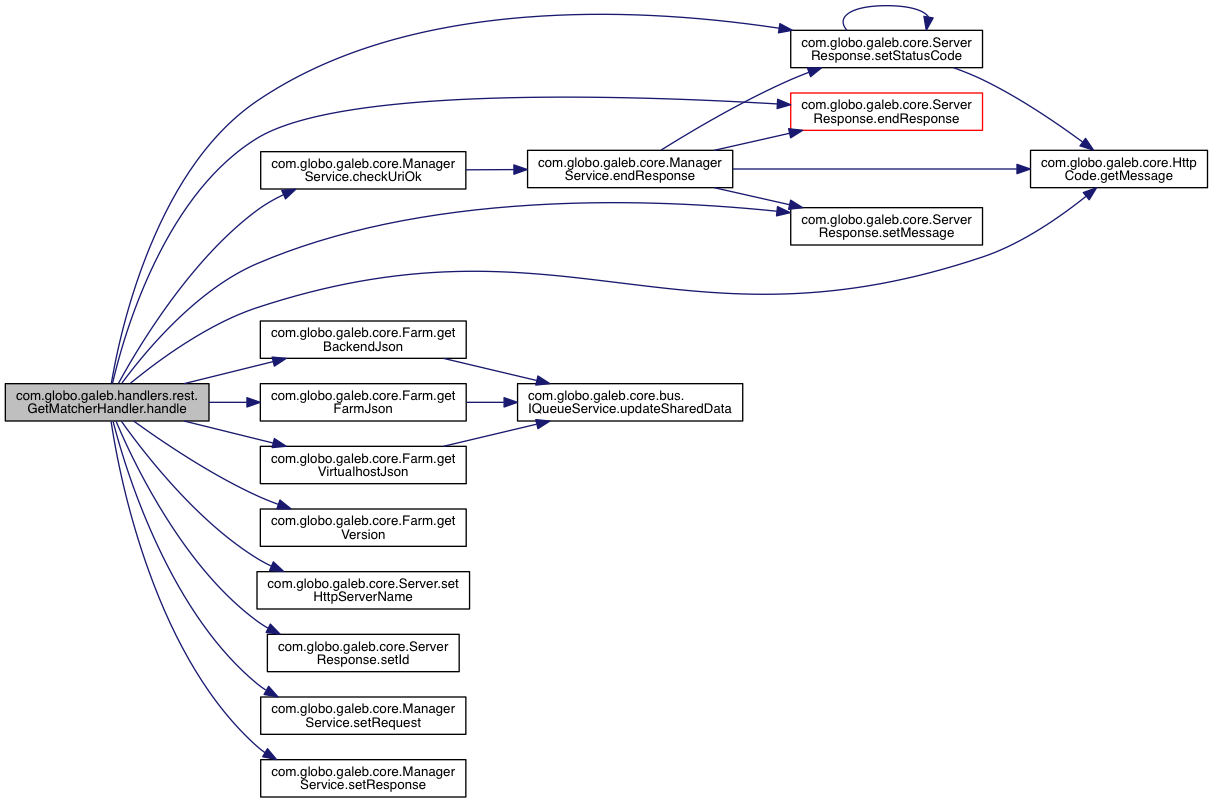 com.globo.galeb.core.Server
Response.setStatusCode
com.globo.galeb.core.Server
Response.endResponse
com.globo.galeb.core.Manager
Service.checkUriOk
com.globo.galeb.core.Manager
Service.endResponse
com.globo.galeb.core.Http
Code.getMessage
com.globo.galeb.core.Server
Response.setMessage
com.globo.galeb.core.Farm.get
BackendJson
com.globo.galeb.handlers.rest.
GetMatcherHandler.handle
com.globo.galeb.core.Farm.get
FarmJson
com.globo.galeb.core.bus.
IQueueService.updateSharedData
com.globo.galeb.core.Farm.get
VirtualhostJson
com.globo.galeb.core.Farm.get
Version
com.globo.galeb.core.Server.set
HttpServerName
com.globo.galeb.core.Server
Response.setId
com.globo.galeb.core.Manager
Service.setRequest
com.globo.galeb.core.Manager
Service.setResponse